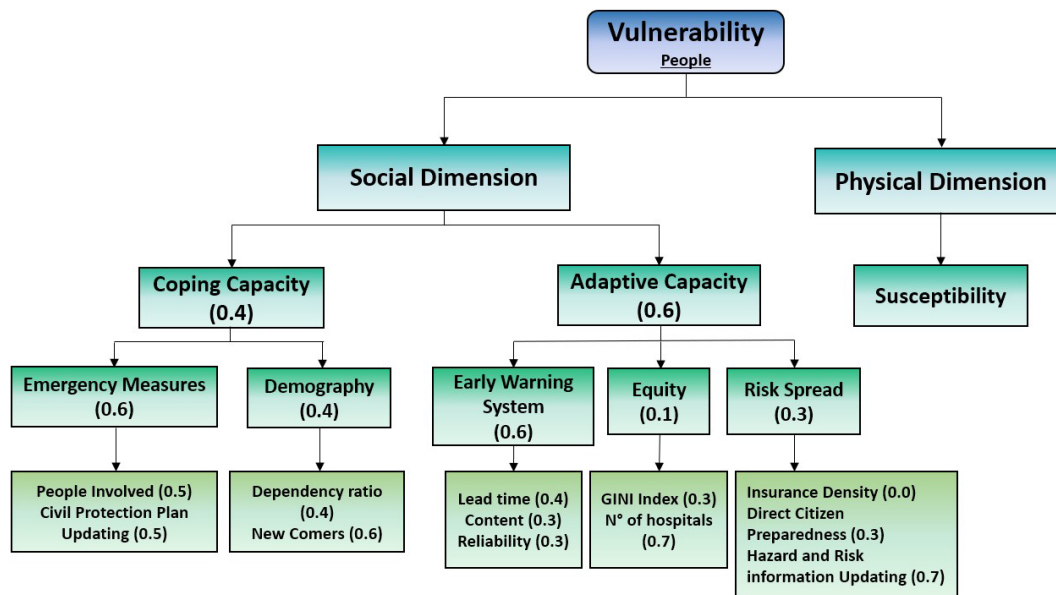 Vulnerability
People
Social Dimension
Physical Dimension
Coping Capacity
(0.4)
Adaptive Capacity
(0.6)
Susceptibility
Emergency Measures
(0.6)
Demography
(0.4)
Early Warning
System
(0.6)
Equity
(0.1)
Risk Spread
(0.3)
People Involved (0.5)
Civil Protection Plan
Updating (0.5)
Dependency ratio
(0.4)
New Comers (0.6)
Lead time (0.4)
Content (0.3)
Reliability (0.3)
GINI Index (0.3)
N° of hospitals
(0.7)
Insurance Density (0.0)
Direct Citizen
Preparedness (0.3)
Hazard and Risk
information Updating (0.7)